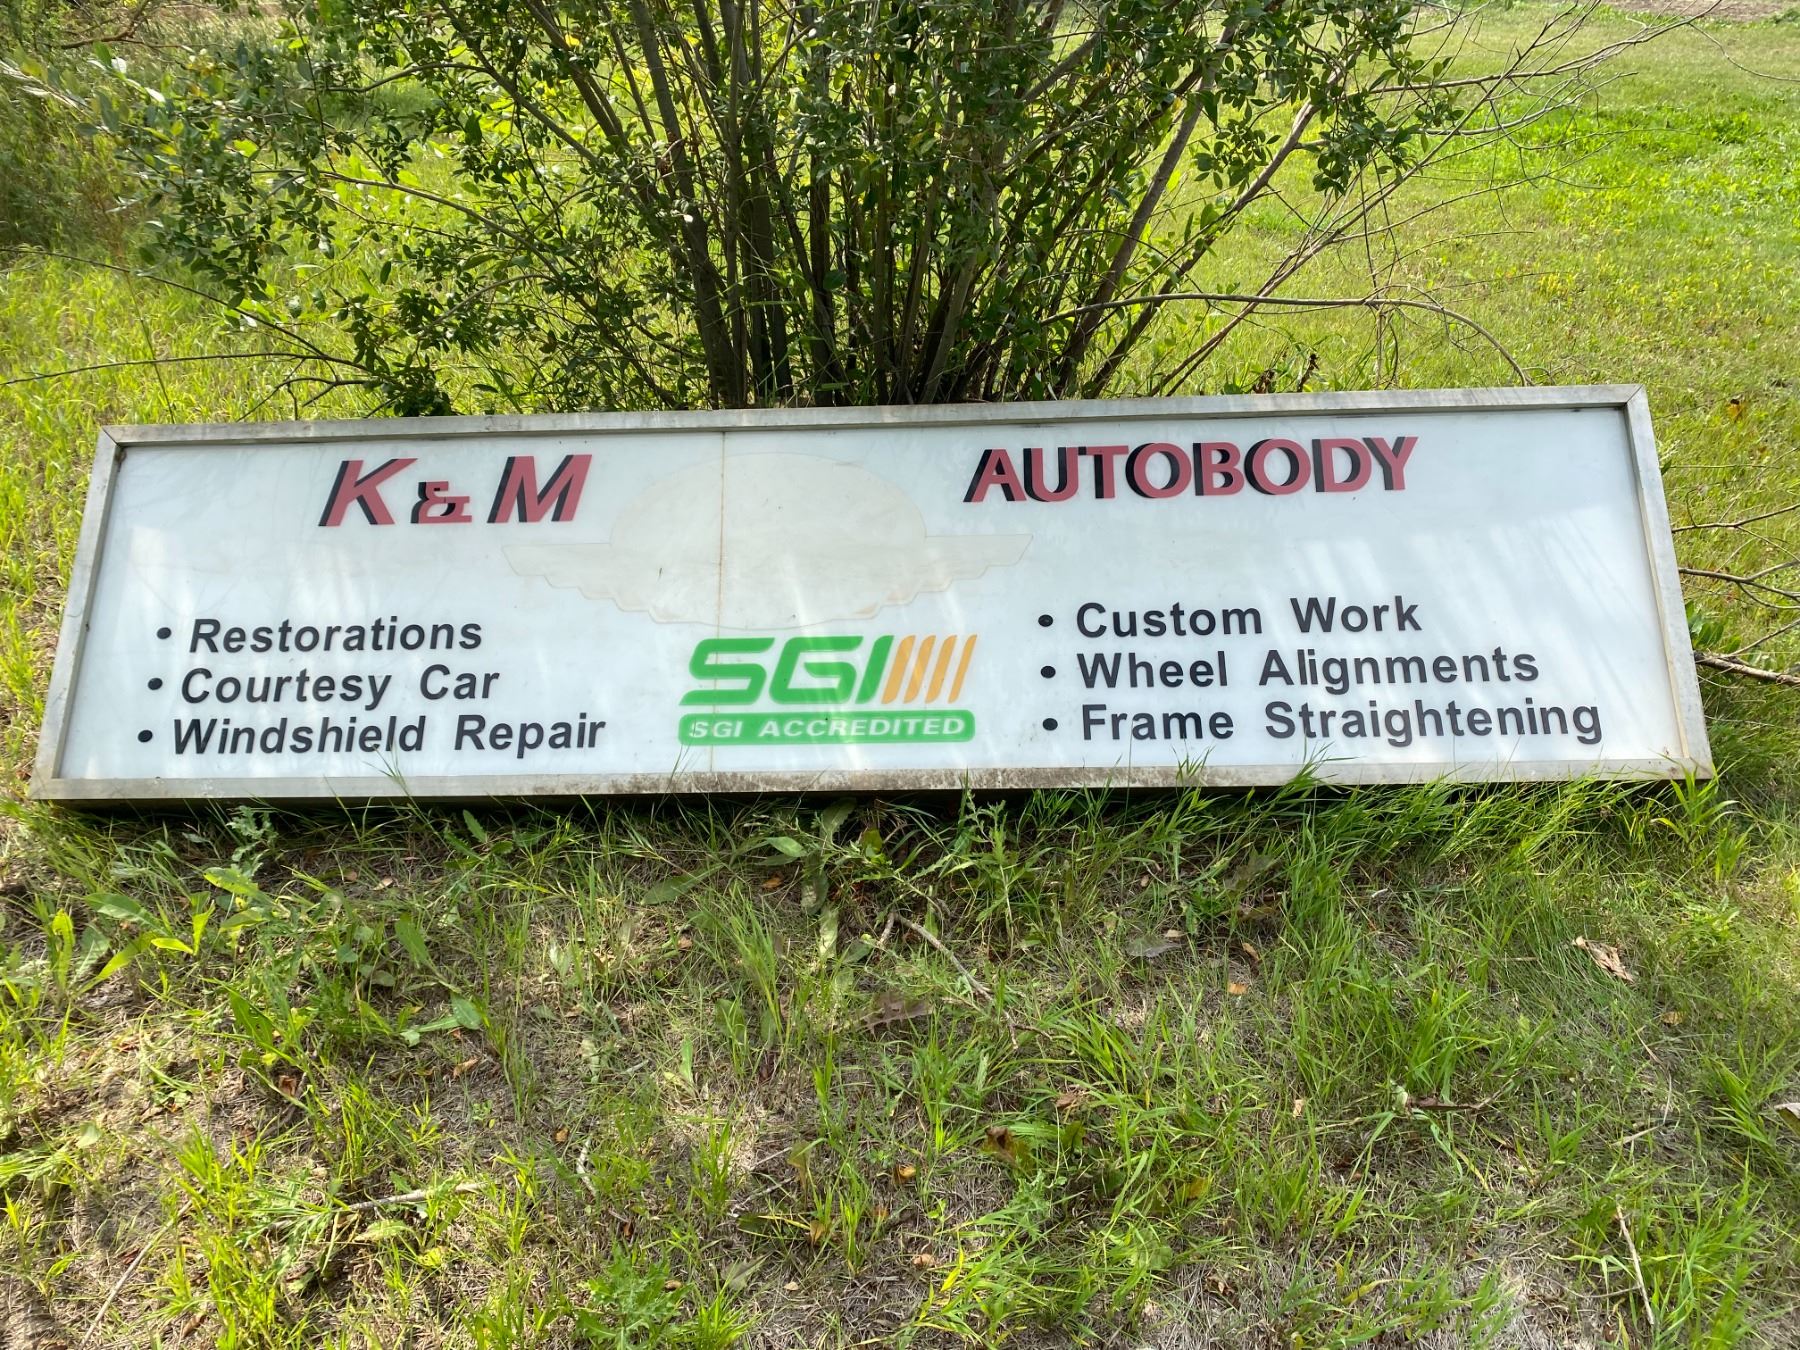 K & M AUTOBODY
• Restorations
• Courtesy Car
• Windshield Repair
SGI
SGI ACCREDITED
• Custom Work
• Wheel Alignments
• Frame Straightening